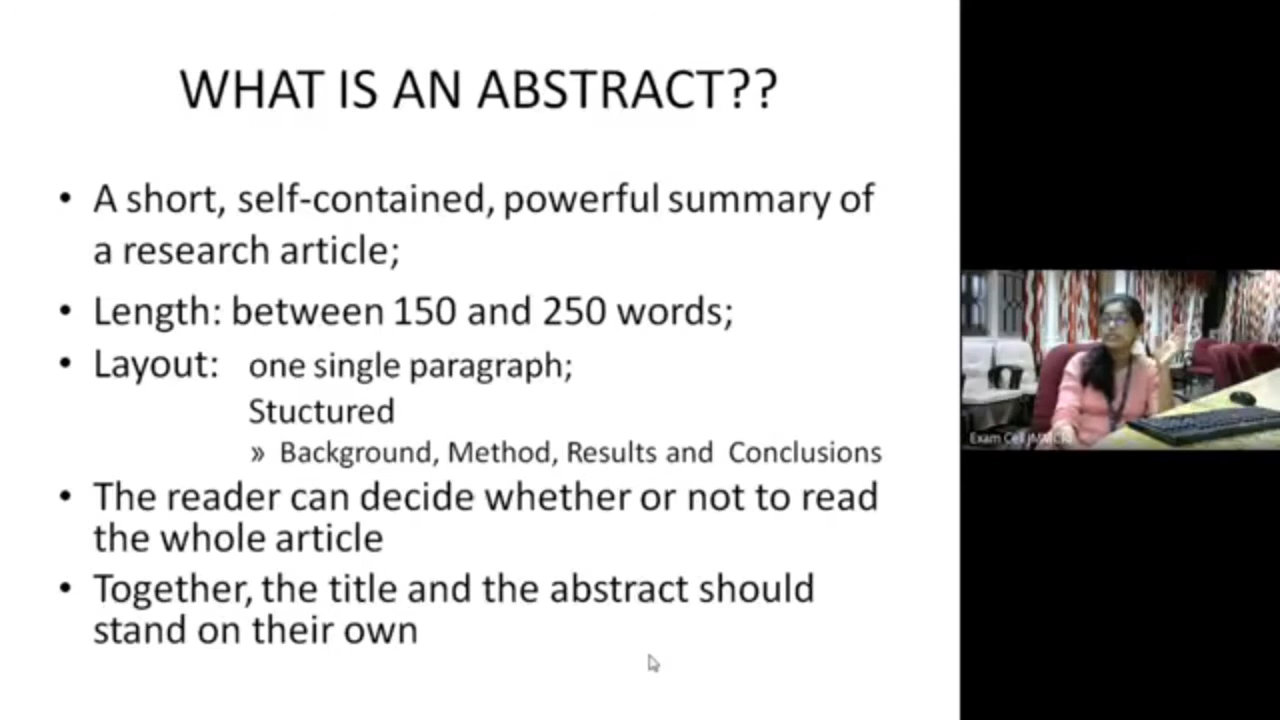 WHAT IS AN ABSTRACT??
• A short, self-contained, powerful summary of
a research article;
• Length: between 150 and 250 words;
• Layout: one single paragraph;
Stuctured
» Background, Method, Results and Conclusions
• The reader can decide whether or not to read
the whole article
• Together, the title and the abstract should
stand on their own
Exam Cell